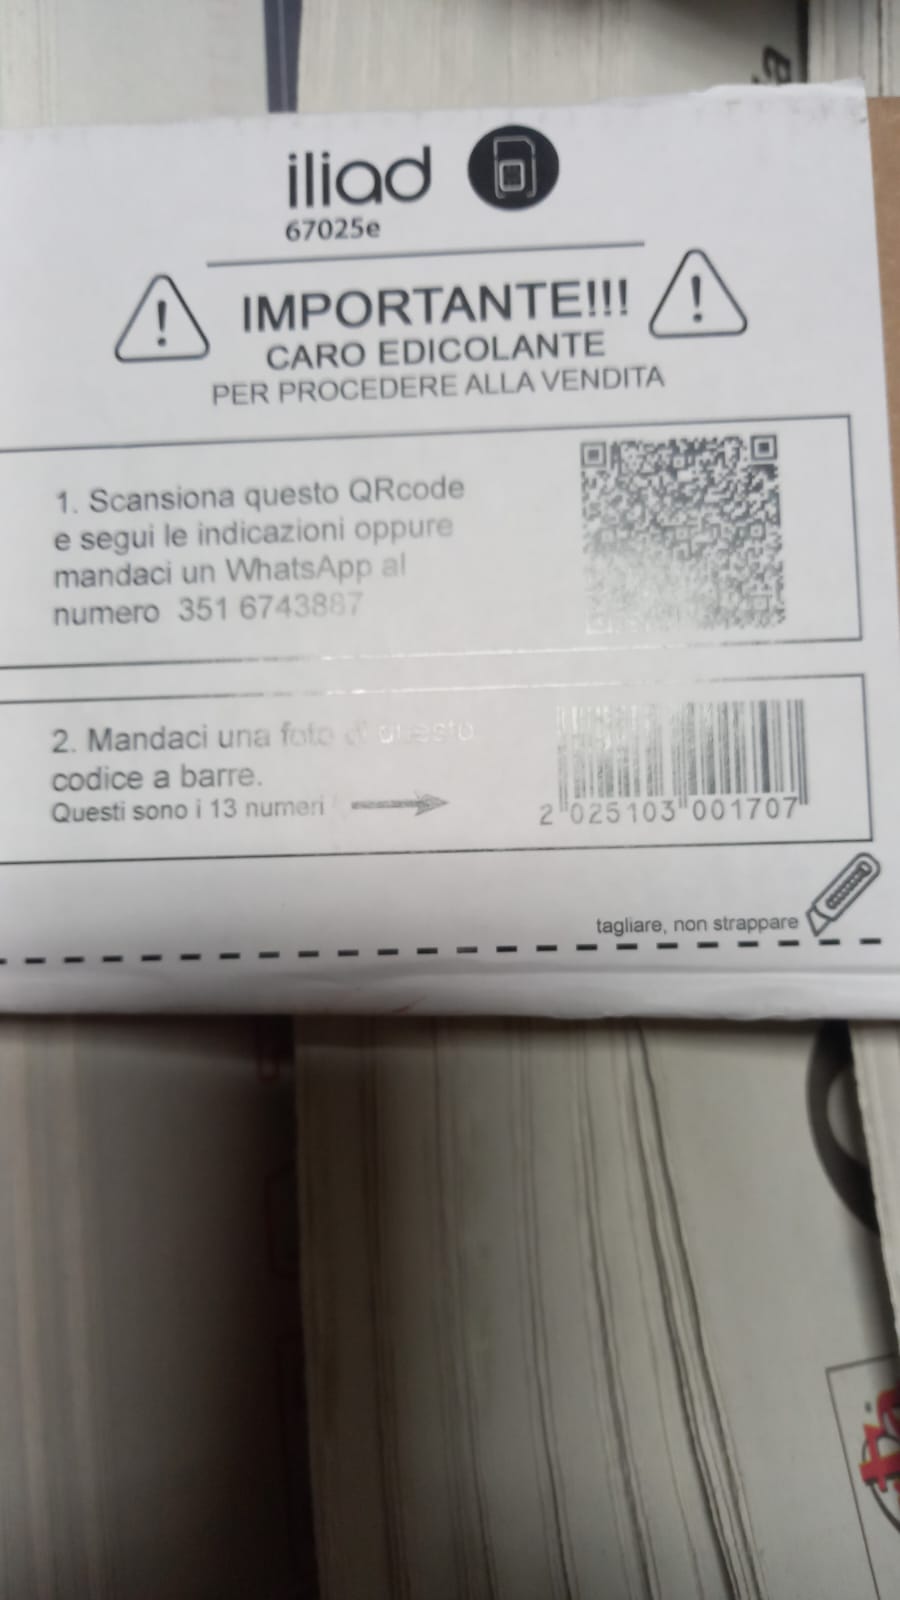 iliad
67025e
IMPORTANTE!!!
CARO EDICOLANTE
PER PROCEDERE ALLA VENDITA
1. Scansiona questo QRcode
e segui le indicazioni oppure
mandaci un WhatsApp al
numero 351 6743887
2. Mandaci una foto di questo
codice a barre.
Questi sono i 13 numeri
2 025103 001707
tagliare, non strappare